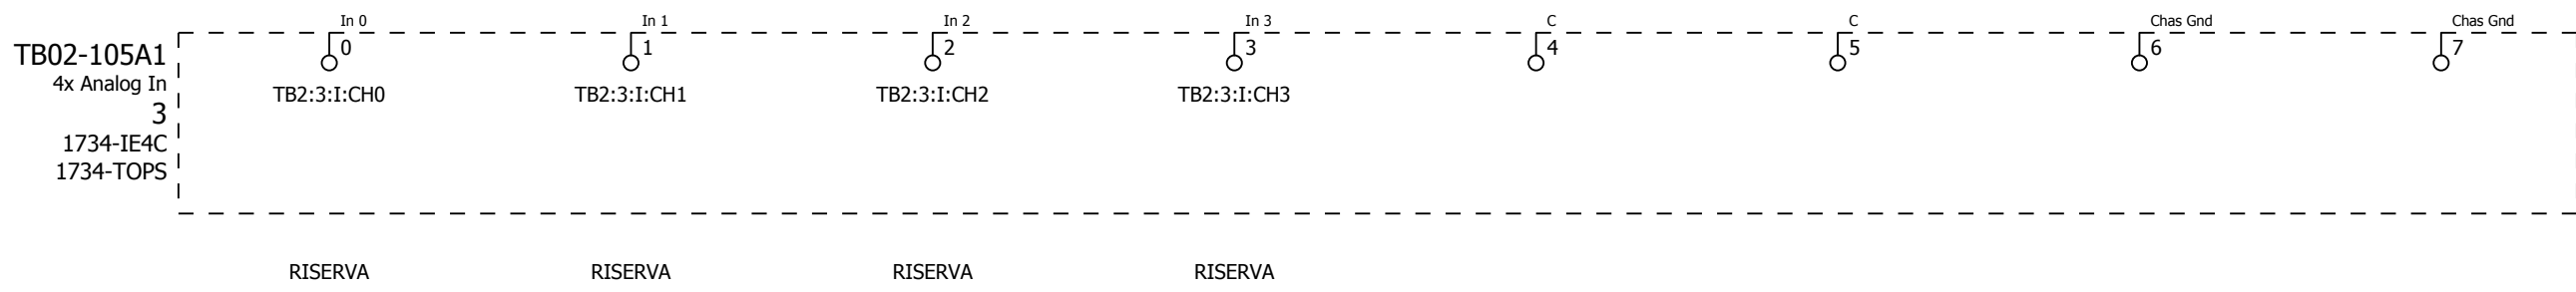 In 0 In 1 In 2 In 3 C C Chas Gnd Chas Gnd
TB02-105A1 0 1 2 3 4 5 6 7
4x Analog In
TB2:3:I:CH0 TB2:3:I:CH1 TB2:3:I:CH2 TB2:3:I:CH3
3
1734-IE4C
1734-TOPS
RISERVA RISERVA RISERVA RISERVA